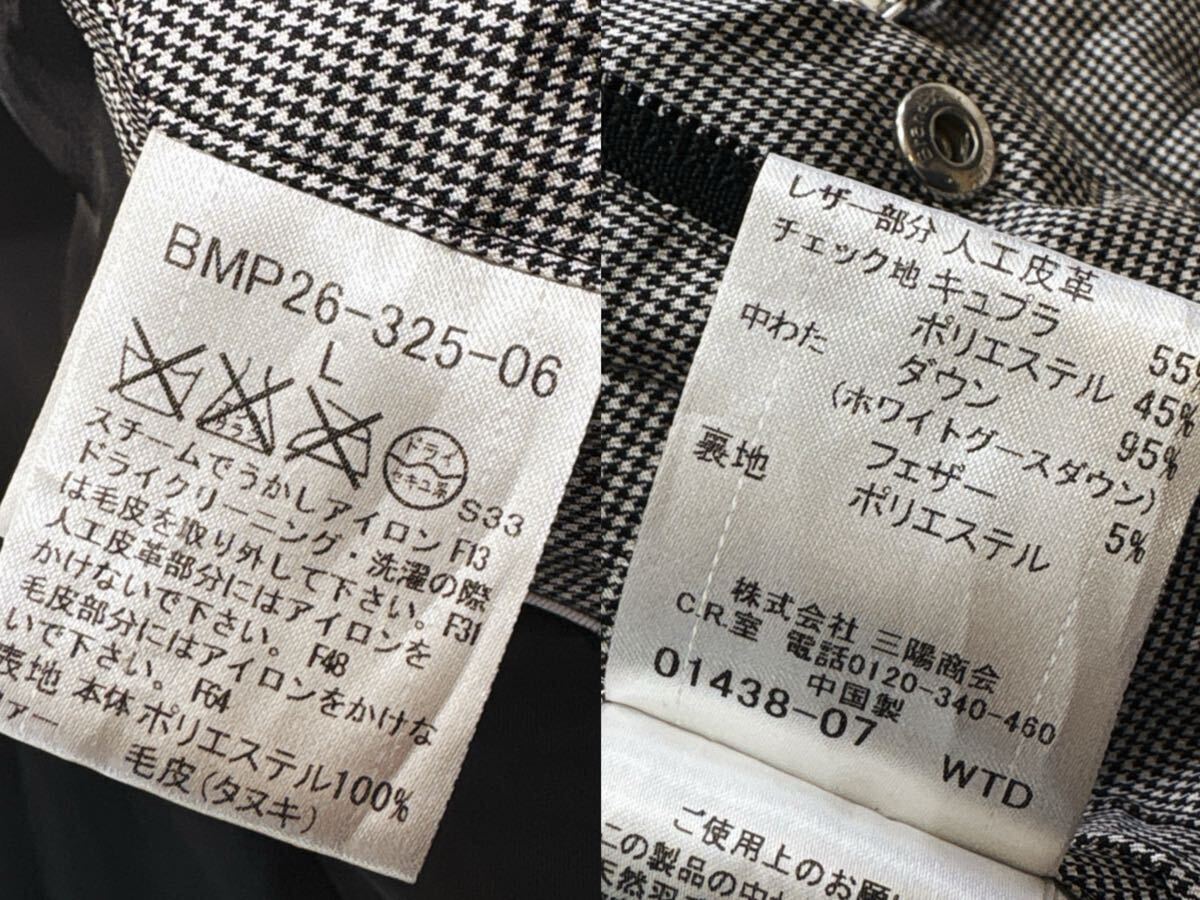 BMP26-325-06
L
ドライ
セキユ系
S33
スチームでうかしアイロン F13
ドライクリーニング・洗濯の際
は毛皮を取り外して下さい。F31
人工皮革部分にはアイロンを
かけないで下さい。 F48
毛皮部分にはアイロンをかけな
いで下さい。 F64
表地 本体 ポリエステル100%
ァー 毛皮(タヌキ)
レザー部分 人工皮革
チェック地 キュプラ 55%
ポリエステル 45%
中わた ダウン 95%
(ホワイトグースダウン)
フェザー 5%
裏地 ポリエステル
株式会社 三陽商会
C.R.室 電話0120-340-460
中国製
01438-07
WTD
ご使用上のお願い
の製品の中